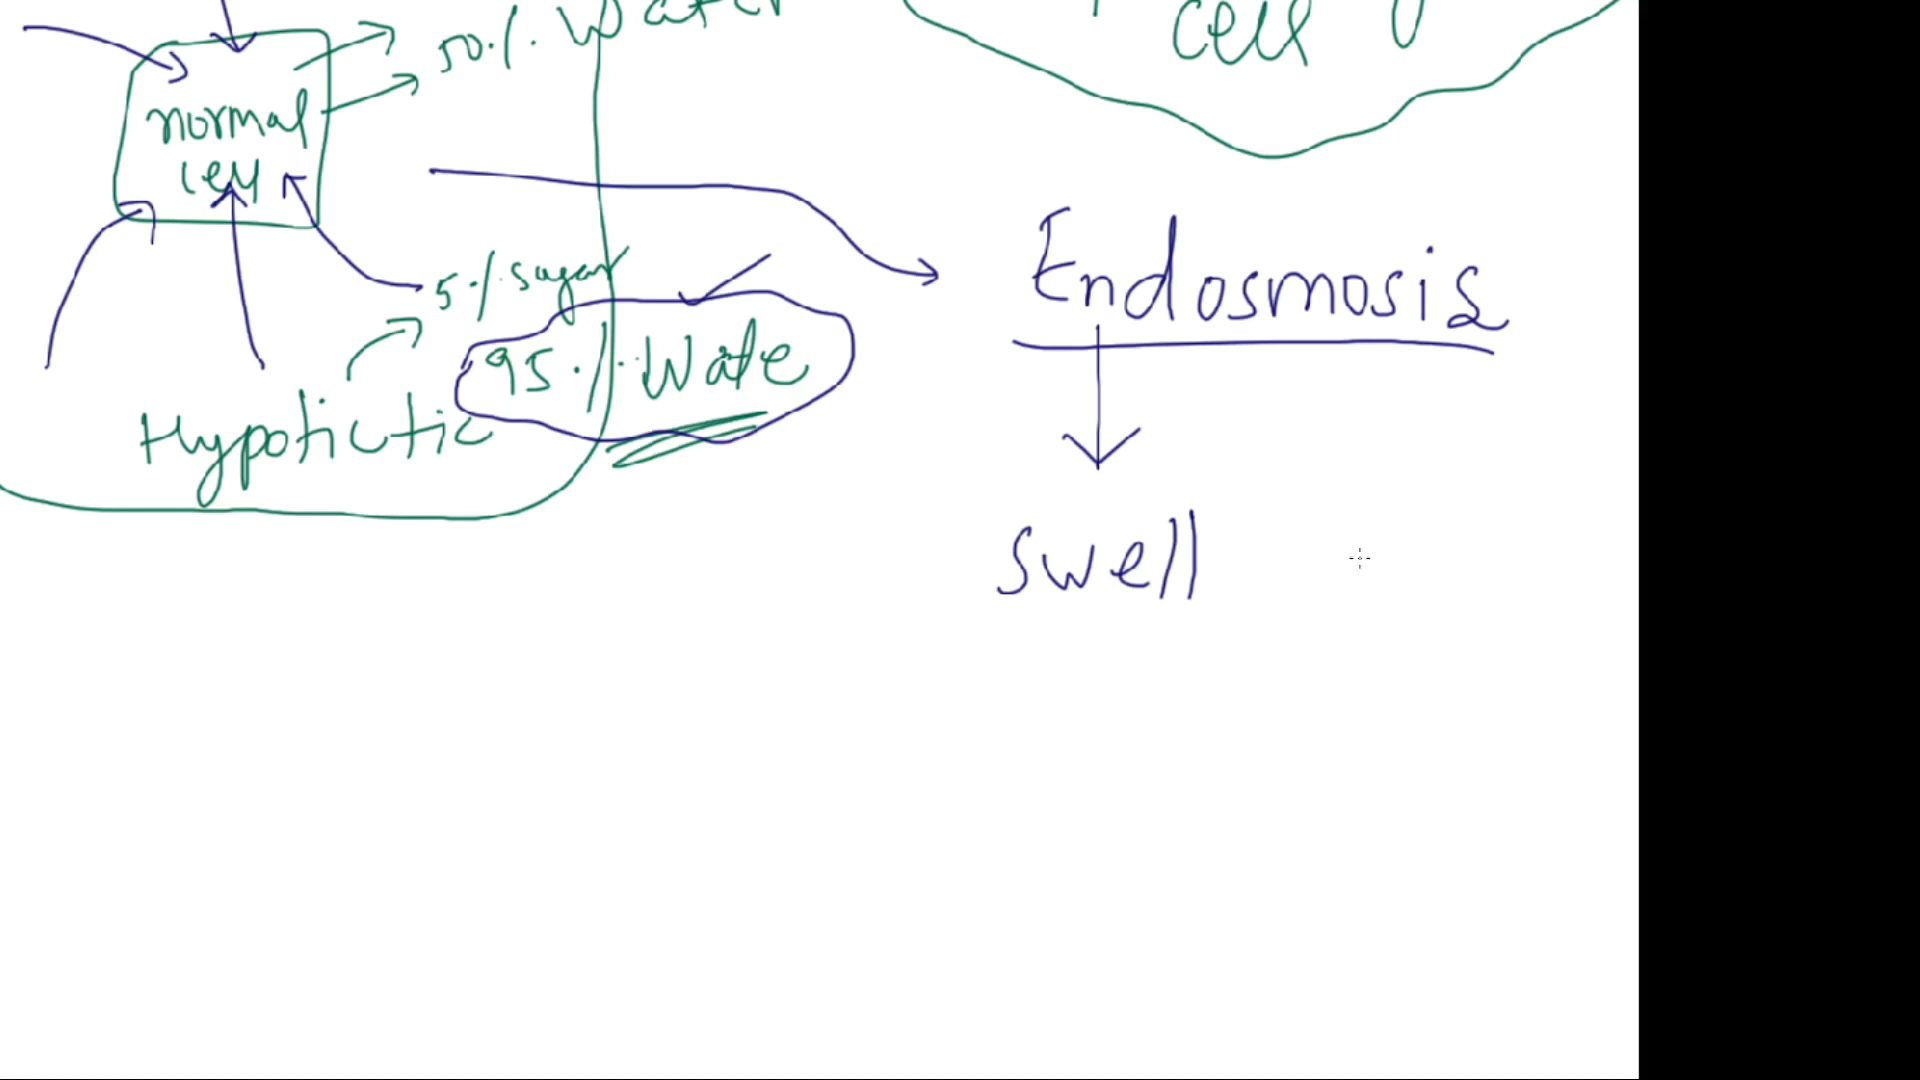 50·/· Water
cell
normal
cell
Endosmosis
5·/· sugar
95·/· Wate
Hypotictic
swell